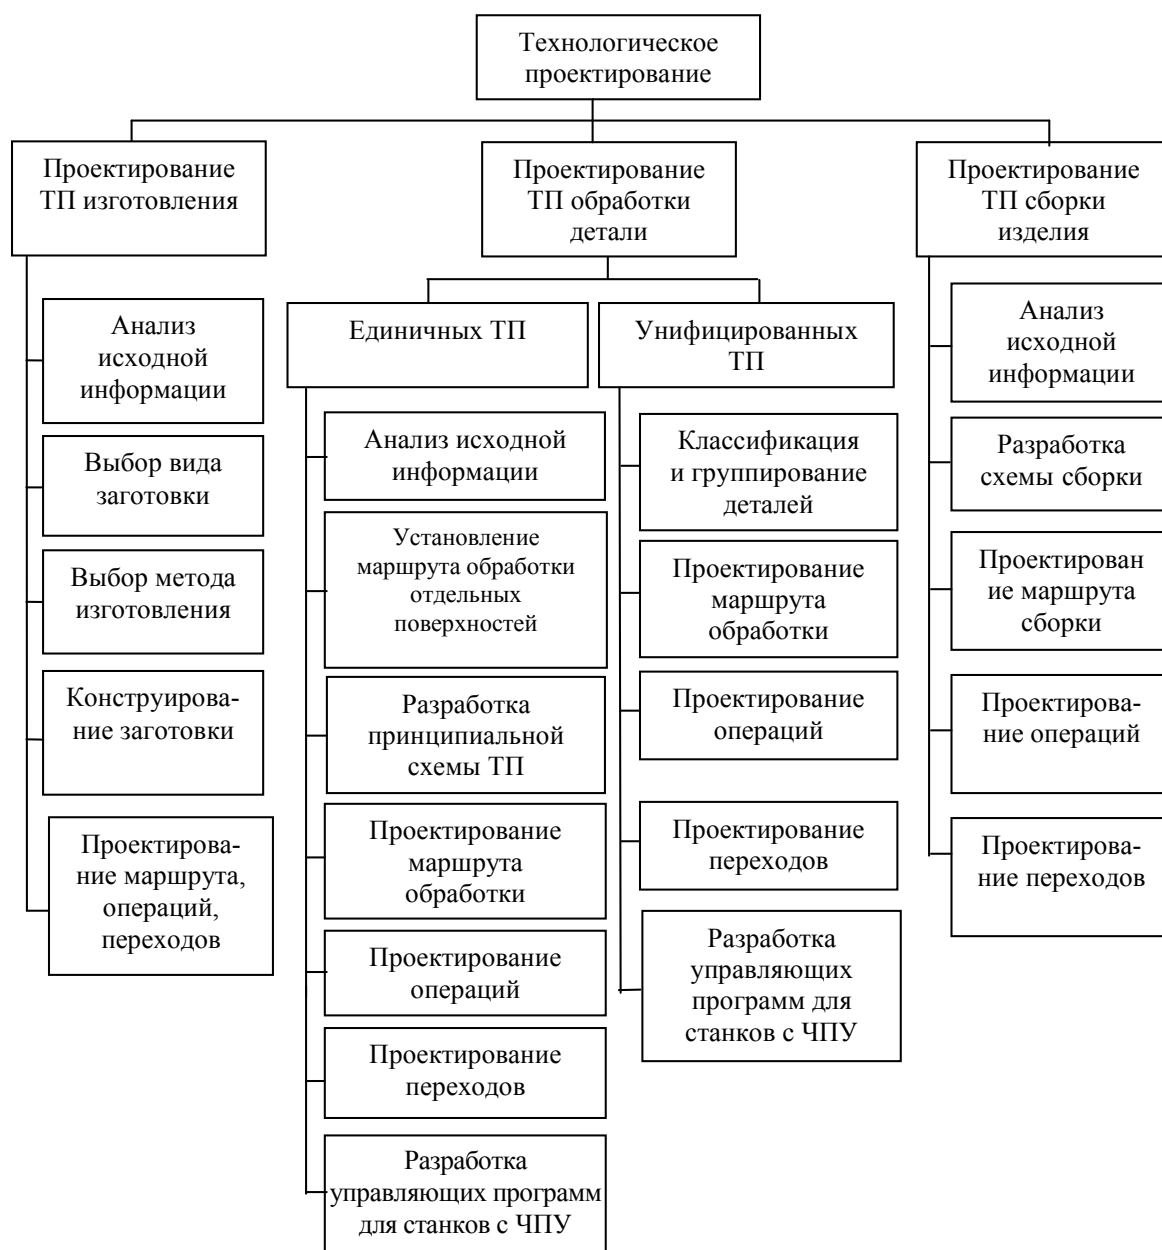 Технологическое
проектирование
Проектирование
ТП изготовления
Проектирование
ТП обработки
детали
Проектирование
ТП сборки
изделия
Анализ
исходной
информации
Выбор вида
заготовки
Выбор метода
изготовления
Конструирова-
ние заготовки
Проектирова-
ние маршрута,
операций,
переходов
Единичных ТП
Анализ исходной
информации
Установление
маршрута обработки
отдельных
поверхностей
Разработка
принципиальной
схемы ТП
Проектирование
маршрута
обработки
Проектирование
операций
Проектирование
переходов
Разработка
управляющих программ
для станков с ЧПУ
Унифицированных
ТП
Классификация
и группирование
деталей
Проектирование
маршрута
обработки
Проектирование
операций
Проектирование
переходов
Разработка
управляющих
программ для
станков с ЧПУ
Анализ
исходной
информации
Разработка
схемы сборки
Проектирован
ие маршрута
сборки
Проектирова-
ние операций
Проектирова-
ние переходов